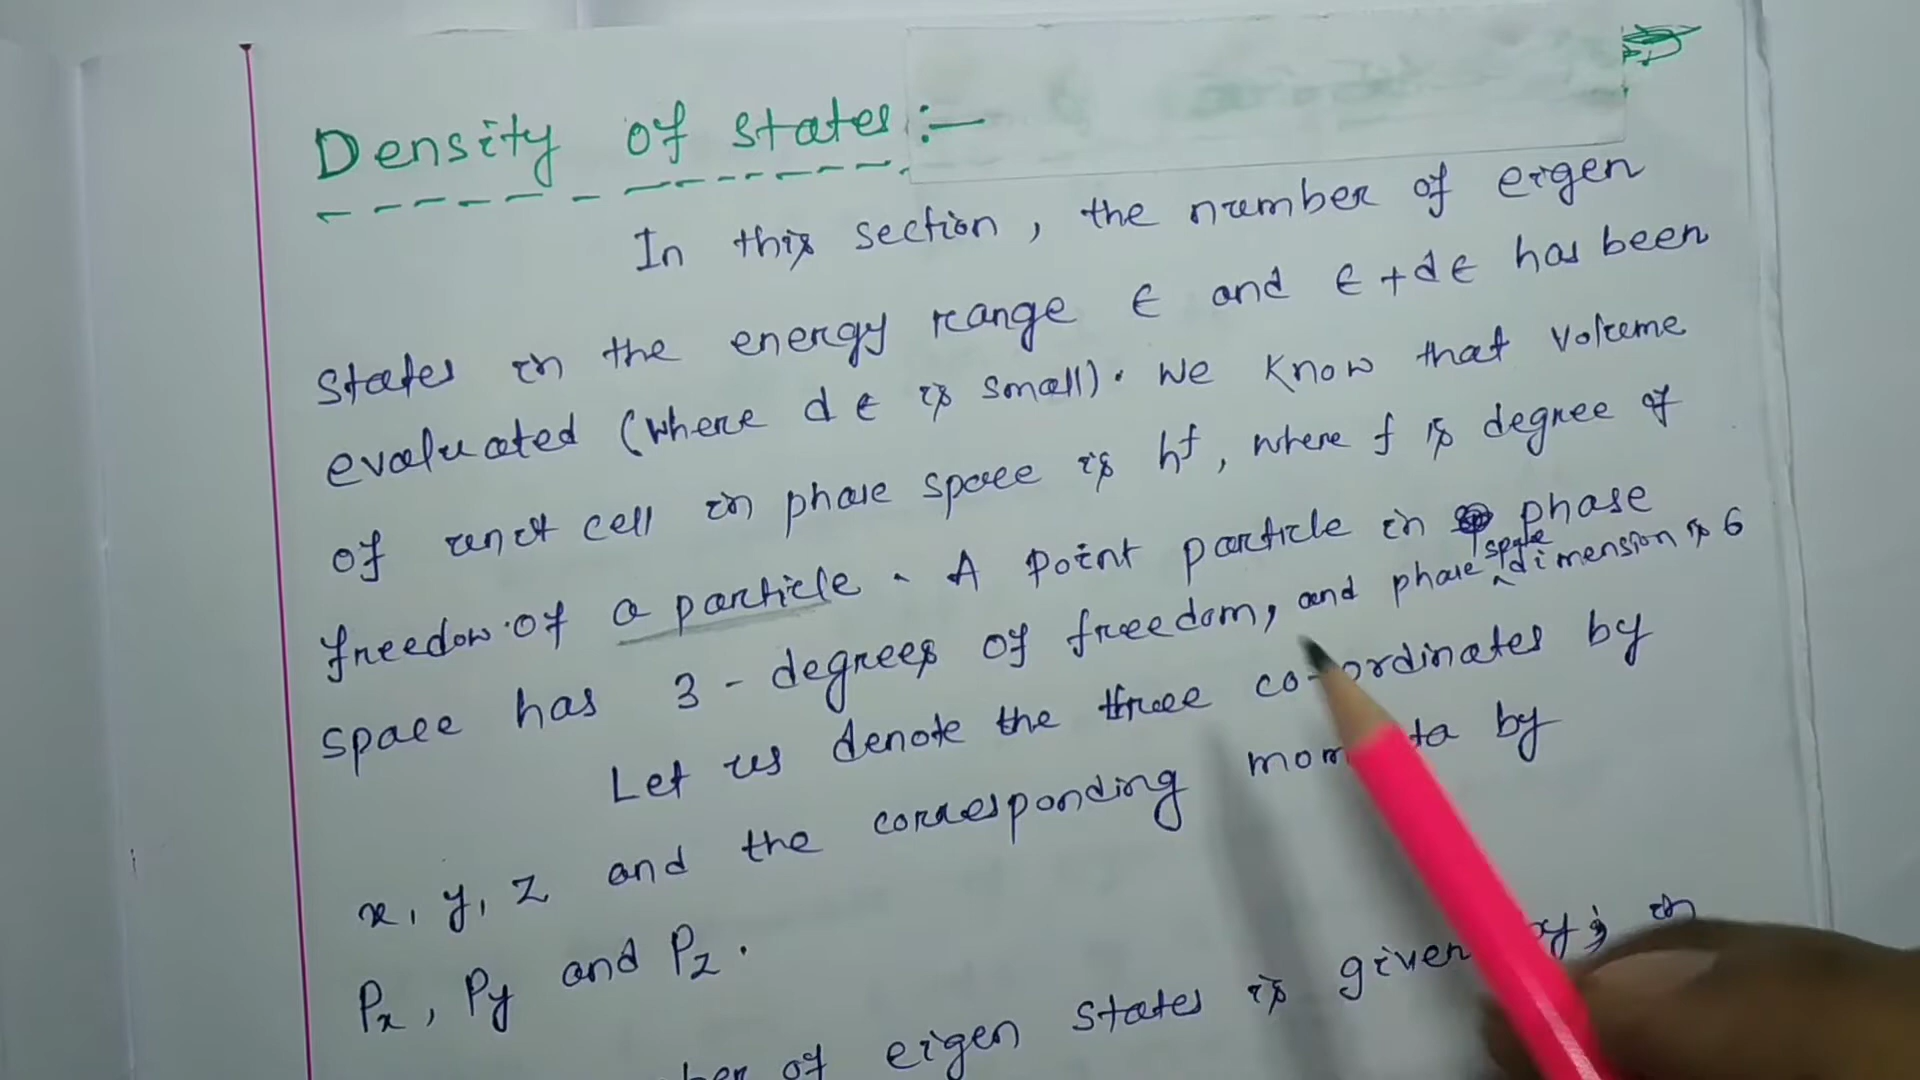 Density of states :-
In this section, the number of eigen
states in the energy range ϵ and ϵ+dϵ has been
evaluated (where dϵ is small). We know that volume
of unit cell in phase space is h^f, where f is degree of
freedom of a particle. A point particle in phase
space has 3-degrees of freedom, and phase space dimension is 6
Let us denote the three co-ordinates by
x, y, z and the corresponding momenta by
Px, Py and Pz.
of eigen states is given in